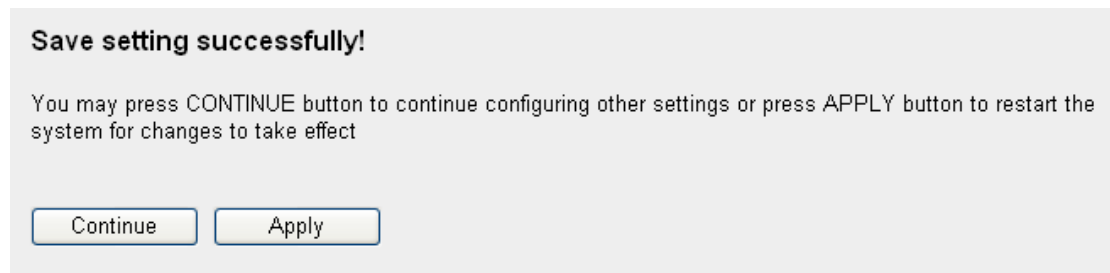 Save setting successfully!
You may press CONTINUE button to continue configuring other settings or press APPLY button to restart the
system for changes to take effect
Continue
Apply